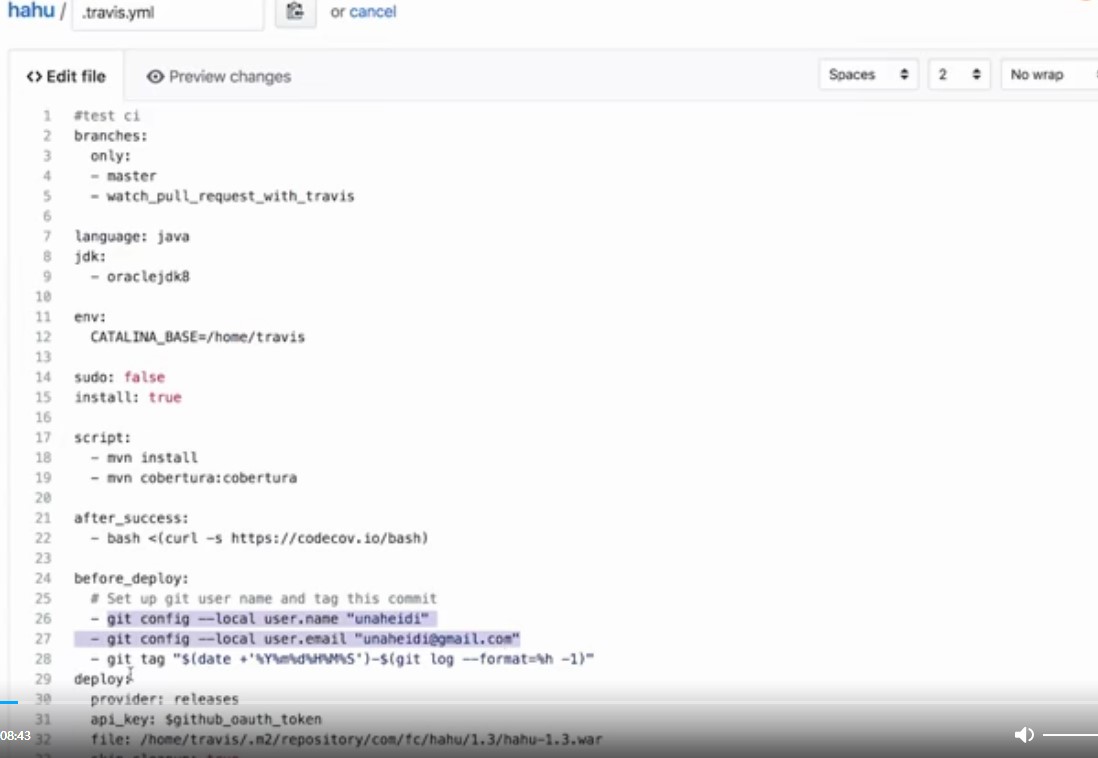 hahu / .travis.yml or cancel
<> Edit file Preview changes Spaces 2 No wrap
1 #test ci
2 branches:
3 only:
4 - master
5 - watch_pull_request_with_travis
6
7 language: java
8 jdk:
9 - oraclejdk8
10
11 env:
12 CATALINA_BASE=/home/travis
13
14 sudo: false
15 install: true
16
17 script:
18 - mvn install
19 - mvn cobertura:cobertura
20
21 after_success:
22 - bash <(curl -s https://codecov.io/bash)
23
24 before_deploy:
25 # Set up git user name and tag this commit
26 - git config --local user.name "unaheidi"
27 - git config --local user.email "unaheidi@gmail.com"
28 - git tag "$(date +'%Y%m%d%H%M%S')-$(git log --format=%h -1)"
29 deploy:
30 provider: releases
31 api_key: $github_oauth_token
08:43
32 file: /home/travis/.m2/repository/com/fc/hahu/1.3/hahu-1.3.war